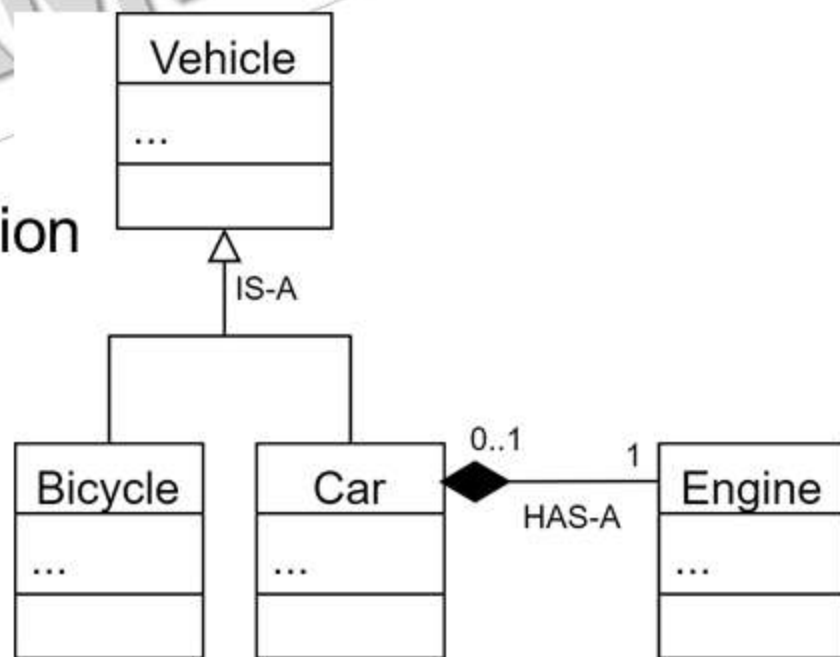 Vehicle
...
ion
IS-A
0..1
1
Bicycle
Car
Engine
HAS-A
...
...
...